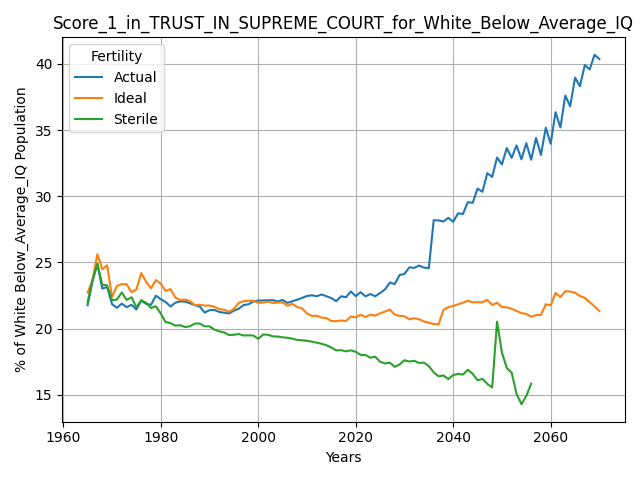 Score_1_in_TRUST_IN_SUPREME_COURT_for_White_Below_Average_IQ
Fertility
Actual
Ideal
Sterile
% of White Below_Average_IQ Population
40
35
30
25
20
15
1960
1980
2000
2020
2040
2060
Years